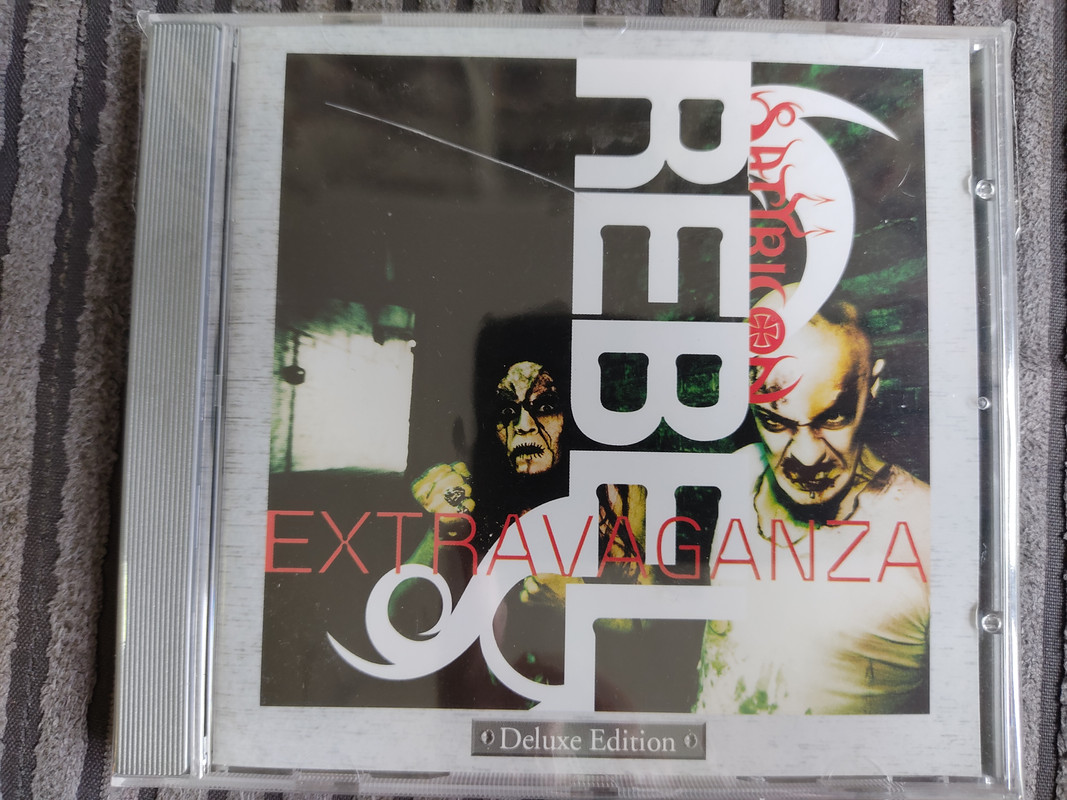 SATYRICON
REBEL
EXTRAVAGANZA
Deluxe Edition